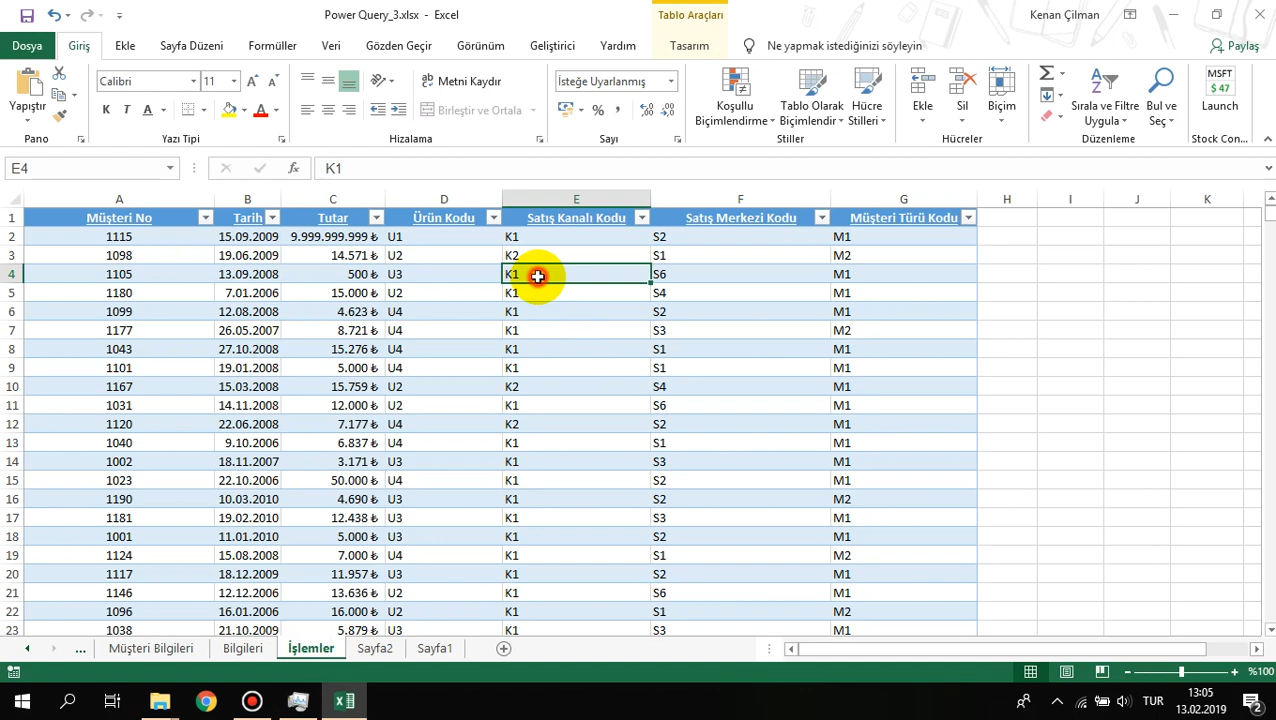 Power Query_3.xlsx - Excel
Tablo Araçları
Kenan Çilman
Dosya Giriş Ekle Sayfa Düzeni Formüller Veri Gözden Geçir Görünüm Geliştirici Yardım Tasarım Ne yapmak istediğinizi söyleyin Paylaş
Yapıştır
Calibri 11
K T A
Metni Kaydır
Birleştir ve Ortala
İsteğe Uyarlanmış
Koşullu Biçimlendirme
Tablo Olarak Biçimlendir
Hücre Stilleri
Ekle
Sil
Biçim
Sırala ve Filtre Uygula
Bul ve Seç
MSFT
$ 47
Launch
Pano Yazı Tipi Hizalama Sayı Stiller Hücreler Düzenleme Stock Con...
E4 fx K1
A B C D E F G H I J K
1 Müşteri No Tarih Tutar Ürün Kodu Satış Kanalı Kodu Satış Merkezi Kodu Müşteri Türü Kodu
2 1115 15.09.2009 9.999.999.999 ₺ U1 K1 S2 M1
3 1098 19.06.2009 14.571 ₺ U2 K2 S1 M2
4 1105 13.09.2008 500 ₺ U3 K1 S6 M1
5 1180 7.01.2006 15.000 ₺ U2 K1 S4 M1
6 1099 12.08.2008 4.623 ₺ U4 K1 S2 M1
7 1177 26.05.2007 8.721 ₺ U4 K1 S3 M2
8 1043 27.10.2008 15.276 ₺ U4 K1 S1 M1
9 1101 19.01.2008 5.000 ₺ U4 K1 S1 M1
10 1167 15.03.2008 15.759 ₺ U2 K2 S4 M1
11 1031 14.11.2008 12.000 ₺ U2 K1 S6 M1
12 1120 22.06.2008 7.177 ₺ U4 K2 S2 M1
13 1040 9.10.2006 6.837 ₺ U4 K1 S1 M1
14 1002 18.11.2007 3.171 ₺ U3 K1 S3 M1
15 1023 22.10.2006 50.000 ₺ U4 K1 S2 M1
16 1190 10.03.2010 4.690 ₺ U3 K1 S2 M2
17 1181 19.02.2010 12.438 ₺ U3 K1 S3 M1
18 1001 11.01.2010 5.000 ₺ U3 K1 S2 M1
19 1124 15.08.2008 7.000 ₺ U4 K1 S1 M2
20 1117 18.12.2009 11.957 ₺ U3 K1 S2 M1
21 1146 12.12.2006 13.636 ₺ U2 K1 S6 M1
22 1096 16.01.2006 16.000 ₺ U2 K1 S1 M2
23 1038 21.10.2009 5.879 ₺ U3 K1 S3 M1
... Müşteri Bilgileri Bilgileri İşlemler Sayfa2 Sayfa1
%100
TUR
13:05
13.02.2019
2